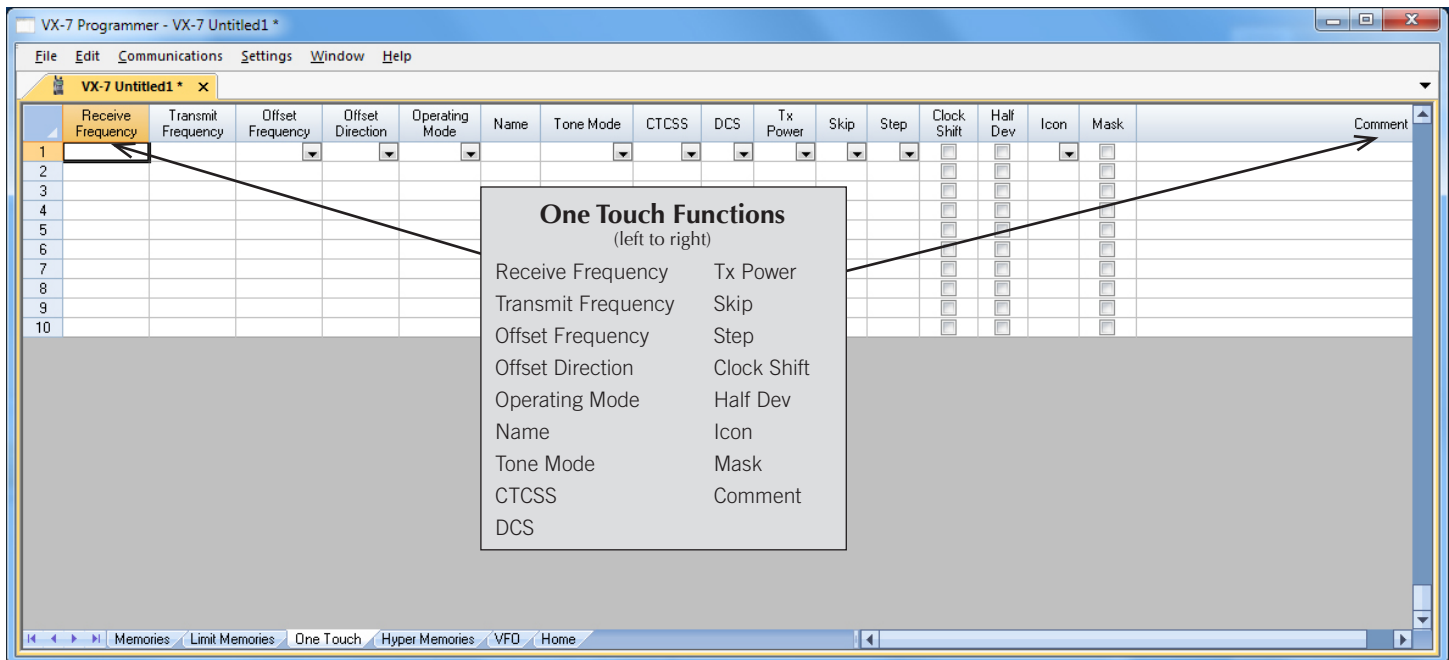 VX-7 Programmer - VX-7 Untitled1 *
File Edit Communications Settings Window Help
VX-7 Untitled1 * X
Receive Frequency Transmit Frequency Offset Frequency Offset Direction Operating Mode Name Tone Mode CTCSS DCS Tx Power Skip Step Clock Shift Half Dev Icon Mask Comment
1
2
3
4
5
6
7
8
9
10
One Touch Functions
(left to right)
Receive Frequency
Transmit Frequency
Offset Frequency
Offset Direction
Operating Mode
Name
Tone Mode
CTCSS
DCS
Tx Power
Skip
Step
Clock Shift
Half Dev
Icon
Mask
Comment
Memories Limit Memories One Touch Hyper Memories VFO Home